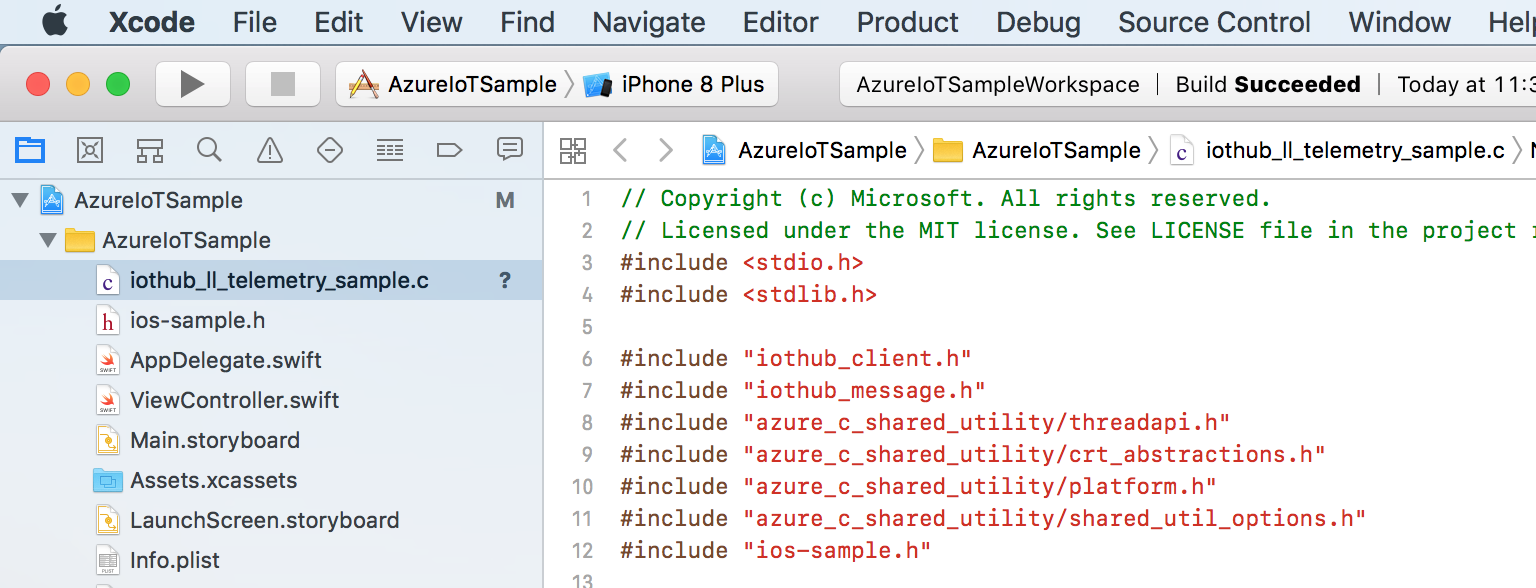 Xcode File Edit View Find Navigate Editor Product Debug Source Control Window Help
AzureIoTSample iPhone 8 Plus AzureIoTSampleWorkspace | Build Succeeded | Today at 11:3
AzureIoTSample AzureIoTSample iothub_ll_telemetry_sample.c
AzureIoTSample M
AzureIoTSample
iothub_ll_telemetry_sample.c ?
ios-sample.h
AppDelegate.swift
ViewController.swift
Main.storyboard
Assets.xcassets
LaunchScreen.storyboard
Info.plist
1 // Copyright (c) Microsoft. All rights reserved.
2 // Licensed under the MIT license. See LICENSE file in the project
3 #include <stdio.h>
4 #include <stdlib.h>
5
6 #include "iothub_client.h"
7 #include "iothub_message.h"
8 #include "azure_c_shared_utility/threadapi.h"
9 #include "azure_c_shared_utility/crt_abstractions.h"
10 #include "azure_c_shared_utility/platform.h"
11 #include "azure_c_shared_utility/shared_util_options.h"
12 #include "ios-sample.h"
13